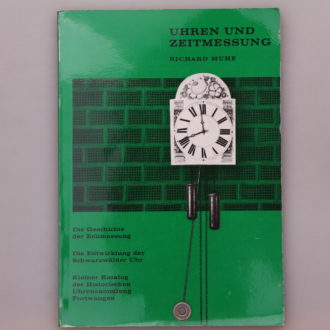 UHREN UND
ZEITMESSUNG
RICHARD MÜHE
Die Geschichte
der Zeitmessung
Die Entwicklung der
Schwarzwälder Uhr
Kleiner Katalog
der Historischen
Uhrensammlung
Furtwangen